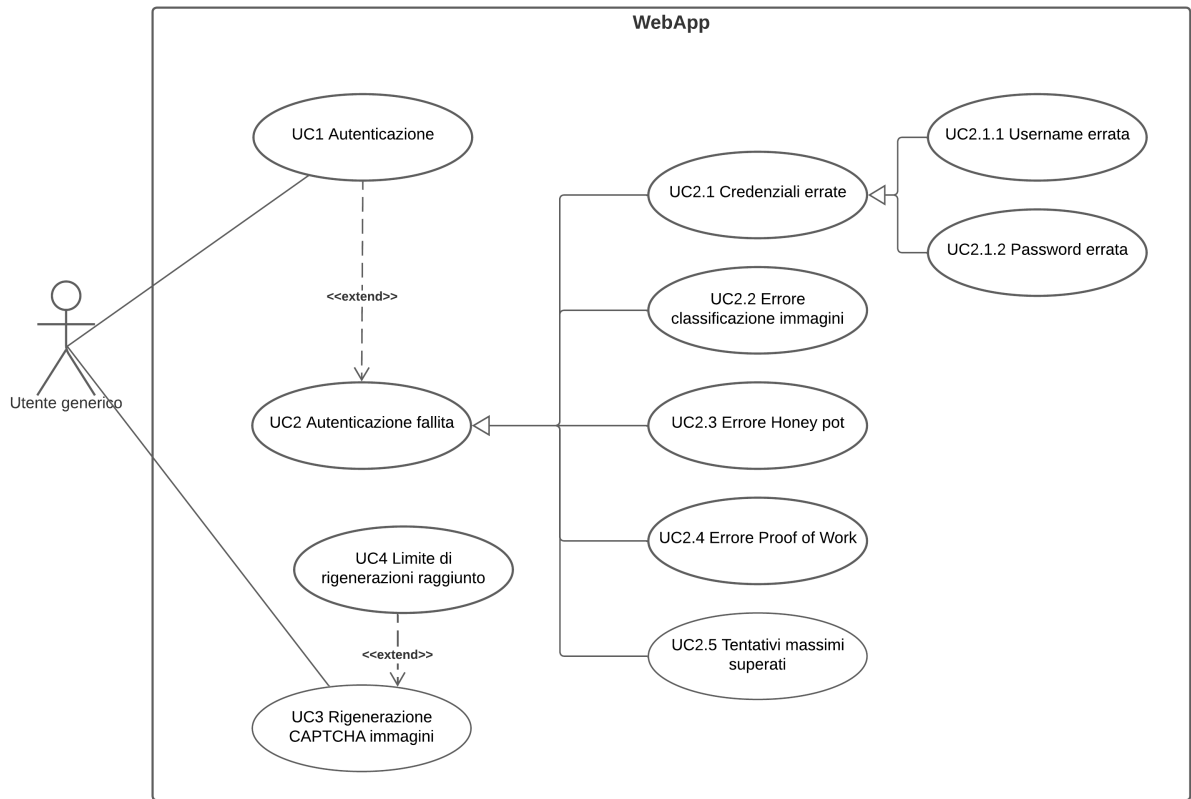 WebApp
UC1 Autenticazione
UC2.1.1 Username errata
UC2.1 Credenziali errate
UC2.1.2 Password errata
<<extend>>
UC2.2 Errore
classificazione immagini
Utente generico
UC2 Autenticazione fallita
UC2.3 Errore Honey pot
UC2.4 Errore Proof of Work
UC4 Limite di
rigenerazioni raggiunto
<<extend>>
UC2.5 Tentativi massimi
superati
UC3 Rigenerazione
CAPTCHA immagini